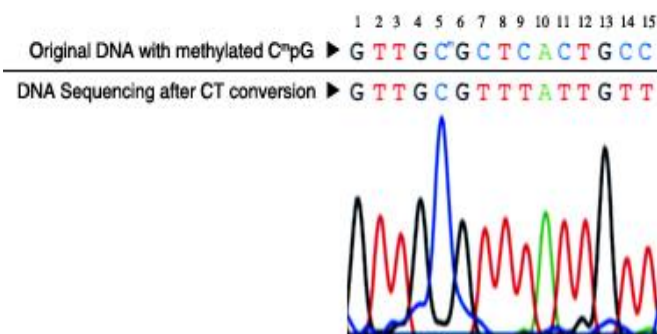 1 2 3 4 5 6 7 8 9 10 11 12 13 14 15
Original DNA with methylated CᵐpG ► G T T G CᵐG C T C A C T G C C
DNA Sequencing after CT conversion ► G T T G C G T T T A T T G T T